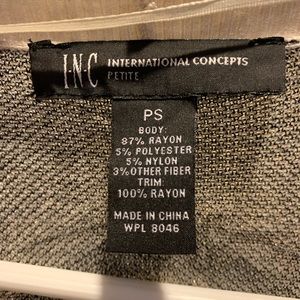 I.N.C INTERNATIONAL CONCEPTS
PETITE
PS
BODY:
87% RAYON
5% POLYESTER
5% NYLON
3% OTHER FIBER
TRIM:
100% RAYON
MADE IN CHINA
WPL 8046